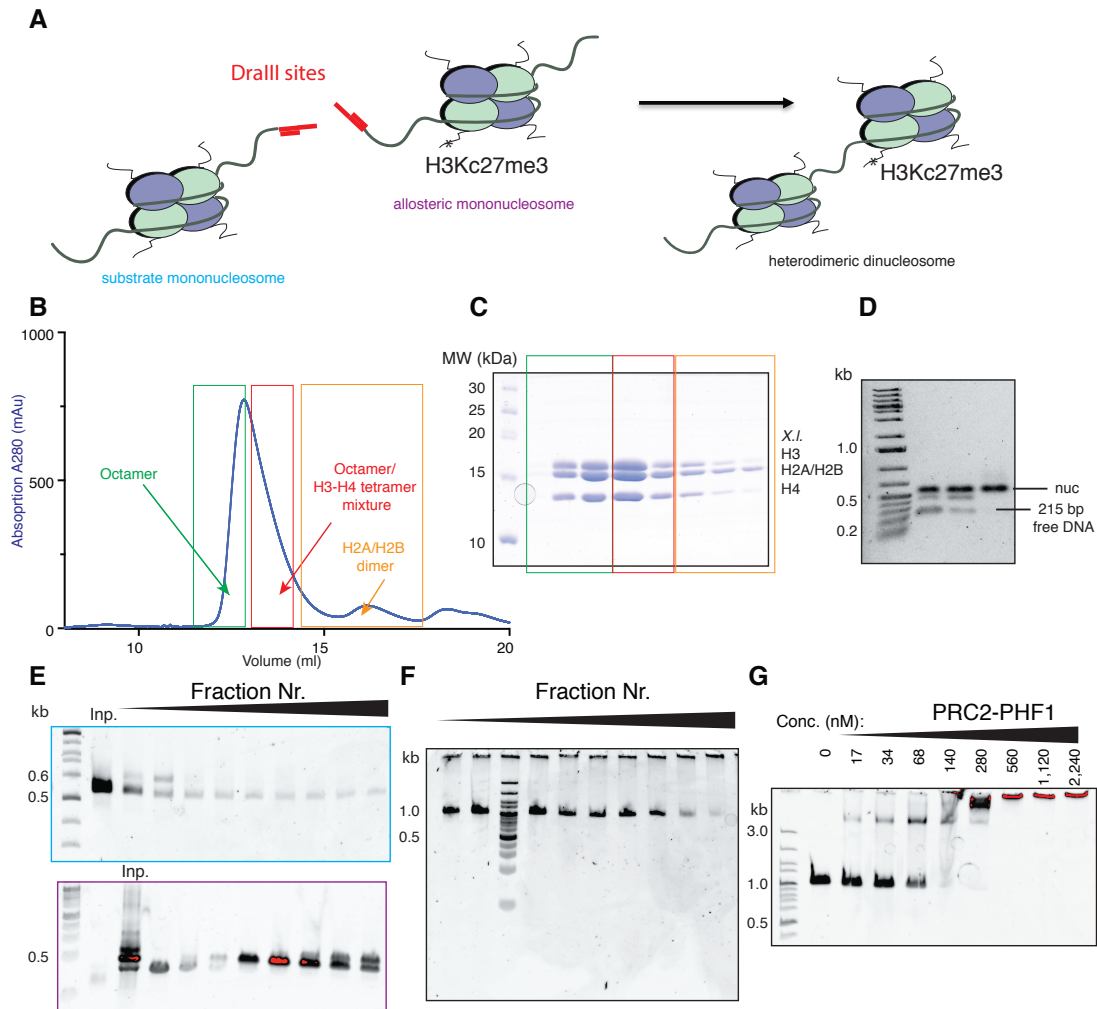 A
DraIII sites
H3Kc27me3
allosteric mononucleosome
substrate mononucleosome
*
H3Kc27me3
*
heterodimeric dinucleosome
B
1000
500
0
Absoprtion A280 (mAu)
Octamer
Octamer/
H3-H4 tetramer
mixture
H2A/H2B
dimer
10
15
20
Volume (ml)
C
MW (kDa)
30
25
20
15
10
X.l.
H3
H2A/H2B
H4
D
kb
1.0
0.5
0.2
nuc
215 bp
free DNA
E
Fraction Nr.
kb
Inp.
0.6
0.5
Inp.
0.5
F
Fraction Nr.
kb
1.0
0.5
G
PRC2-PHF1
Conc. (nM):
0
17
34
68
140
280
560
1,120
2,240
kb
3.0
1.0
0.5